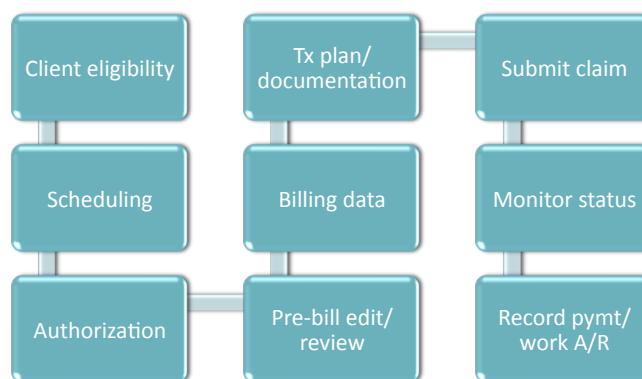 Client eligibility
Scheduling
Authorization
Tx plan/
documentation
Billing data
Pre-bill edit/
review
Submit claim
Monitor status
Record pymt/
work A/R